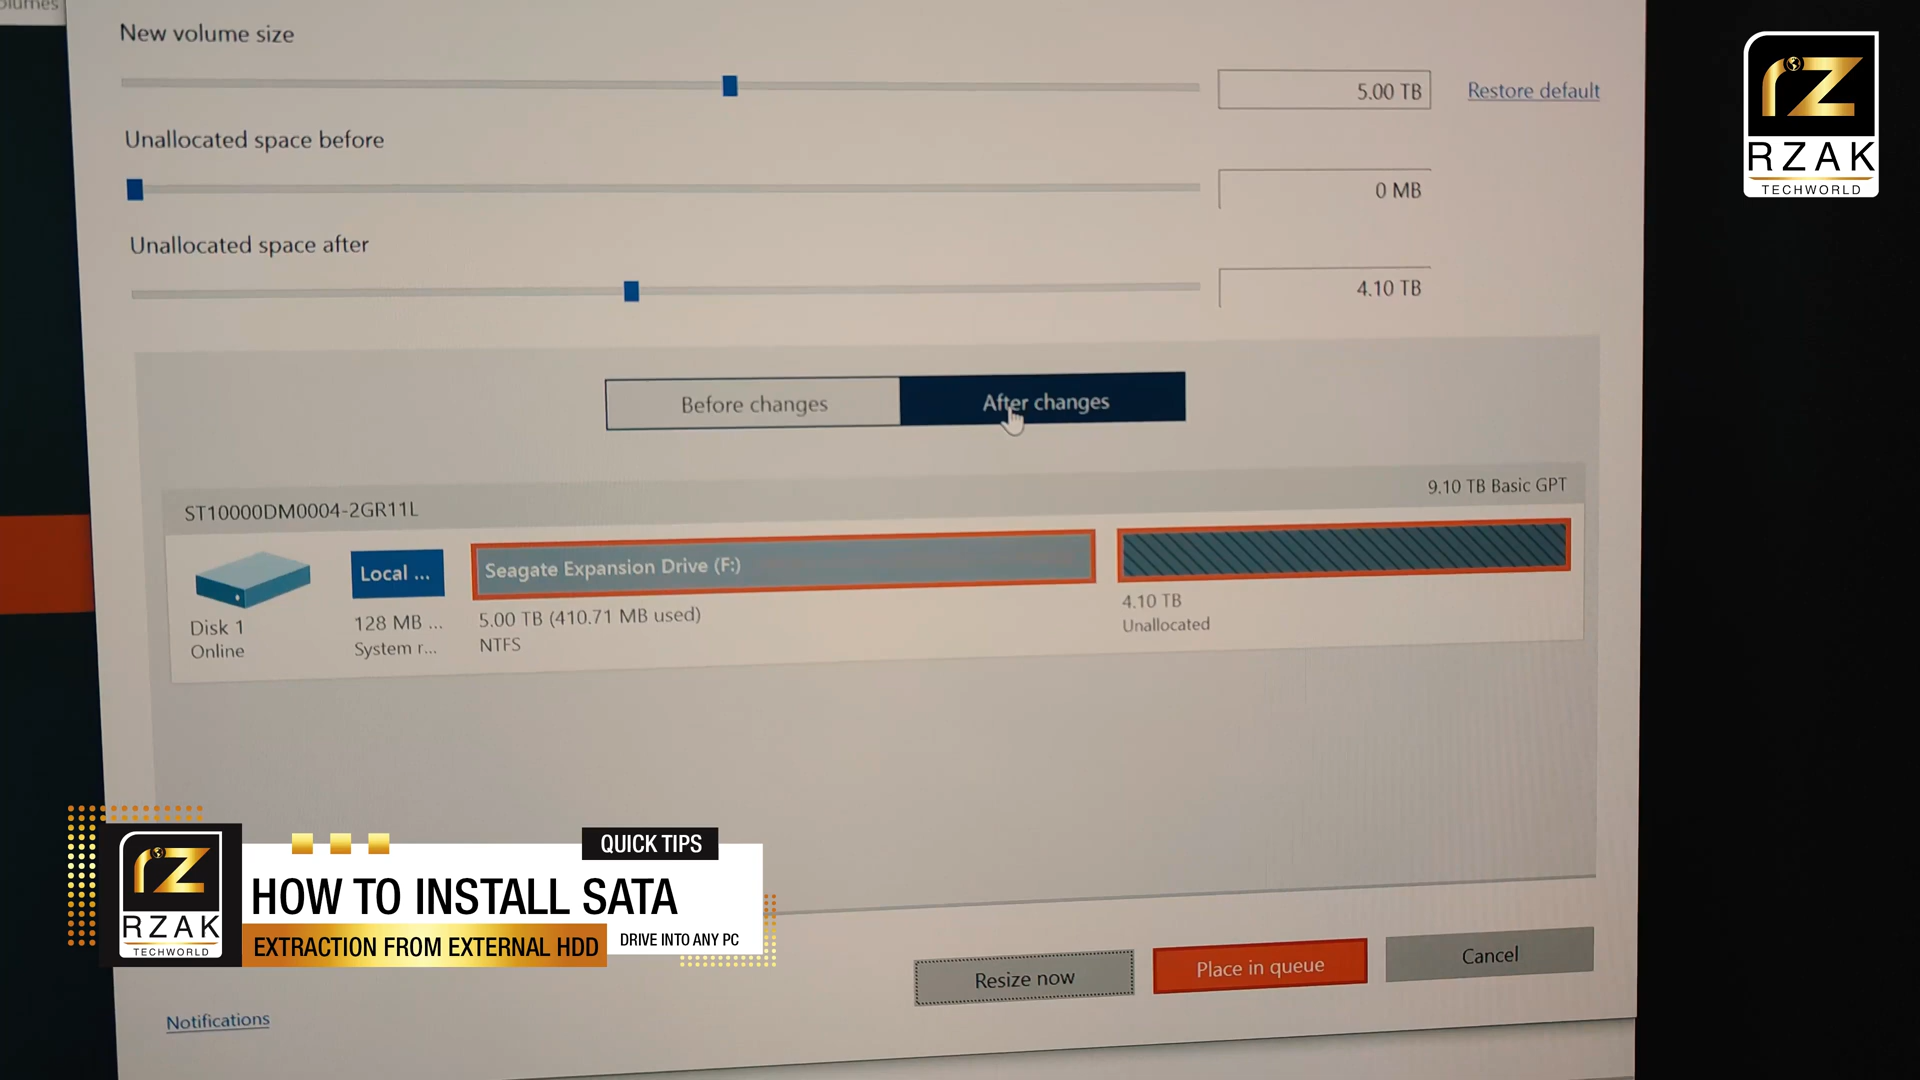 New volume size
5.00 TB
Restore default
Unallocated space before
0 MB
Unallocated space after
4.10 TB
Before changes
After changes
ST10000DM0004-2GR11L
9.10 TB Basic GPT
Local ...
Seagate Expansion Drive (F:)
Disk 1
Online
128 MB ...
System r...
5.00 TB (410.71 MB used)
NTFS
4.10 TB
Unallocated
Resize now
Place in queue
Cancel
Notifications
rZ
RZAK
TECHWORLD
QUICK TIPS
HOW TO INSTALL SATA
EXTRACTION FROM EXTERNAL HDD
DRIVE INTO ANY PC
rZ
RZAK
TECHWORLD